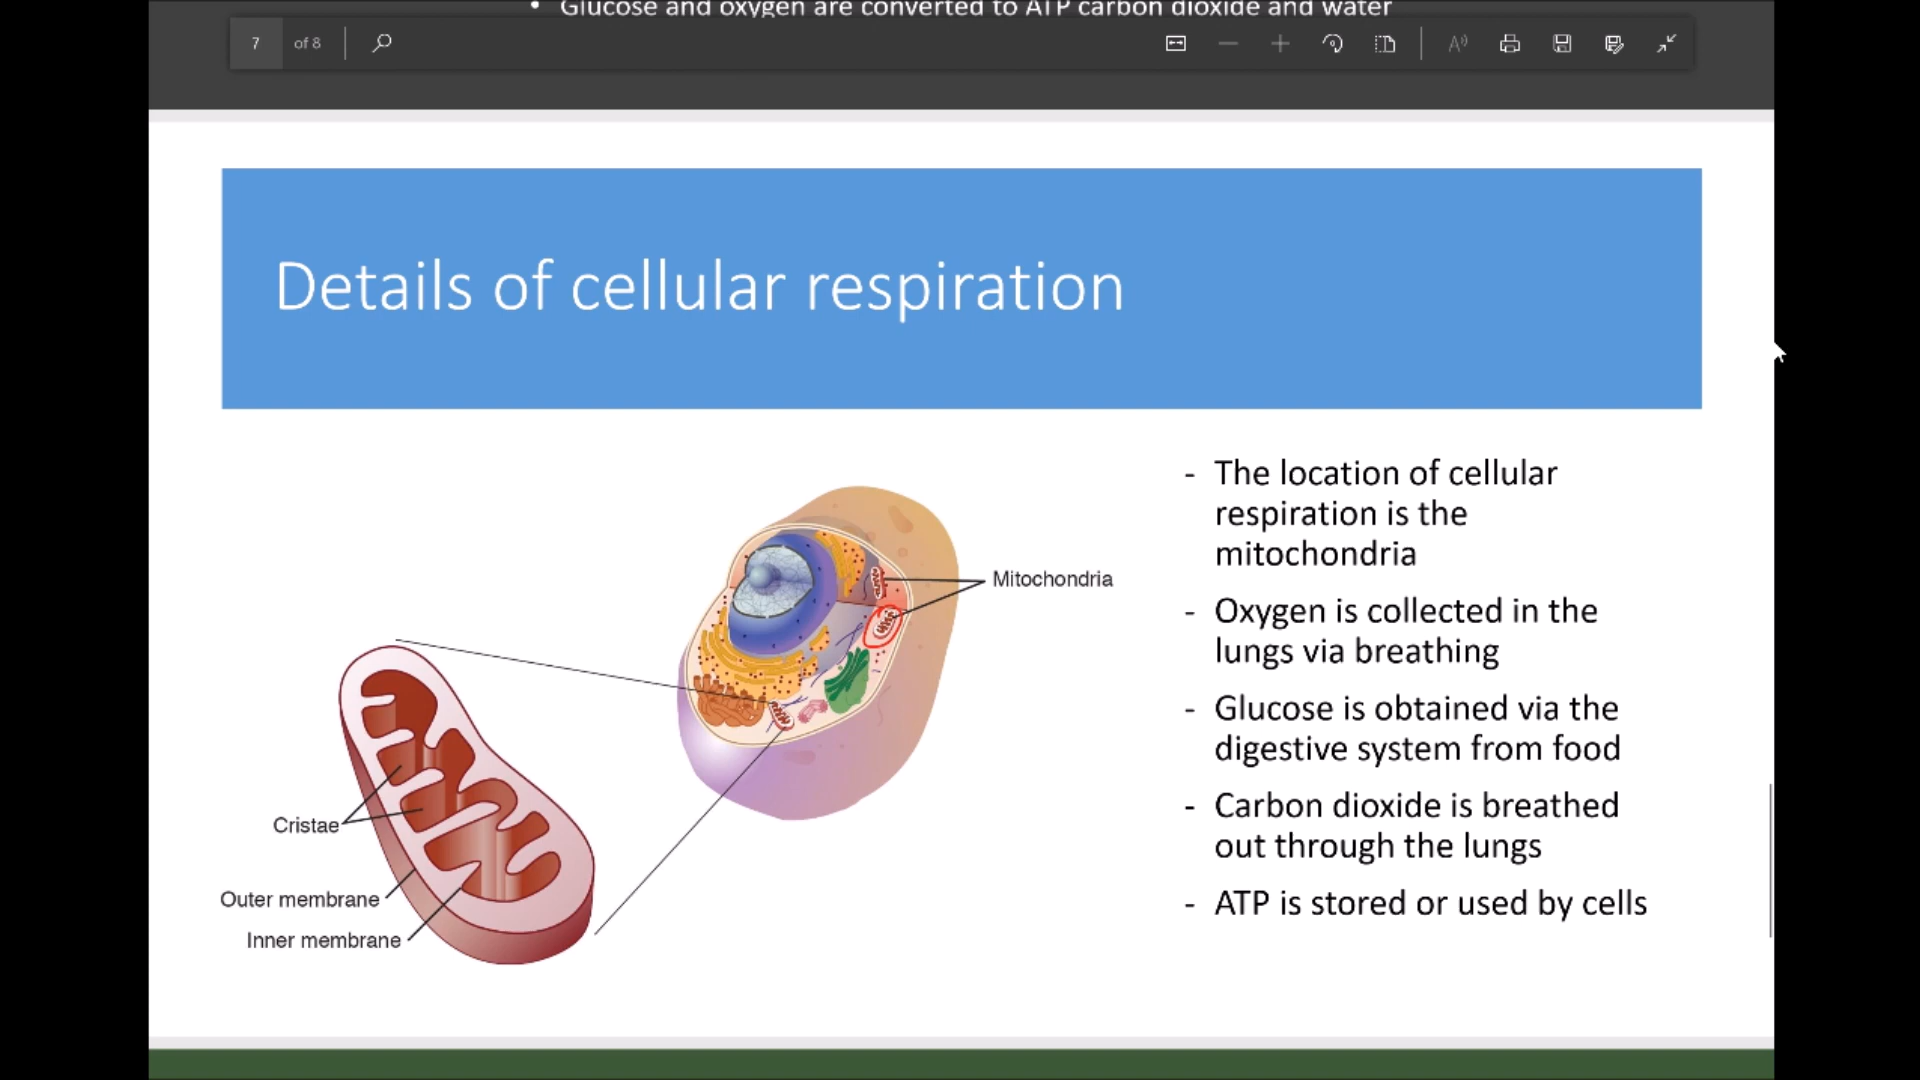 • Glucose and oxygen are converted to ATP carbon dioxide and water
7 of 8
Details of cellular respiration
Mitochondria
Cristae
Outer membrane
Inner membrane
- The location of cellular
respiration is the
mitochondria
- Oxygen is collected in the
lungs via breathing
- Glucose is obtained via the
digestive system from food
- Carbon dioxide is breathed
out through the lungs
- ATP is stored or used by cells